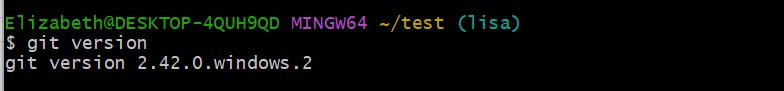 Elizabeth@DESKTOP-4QUH9QD MINGW64 ~/test (lisa)
$ git version
git version 2.42.0.windows.2